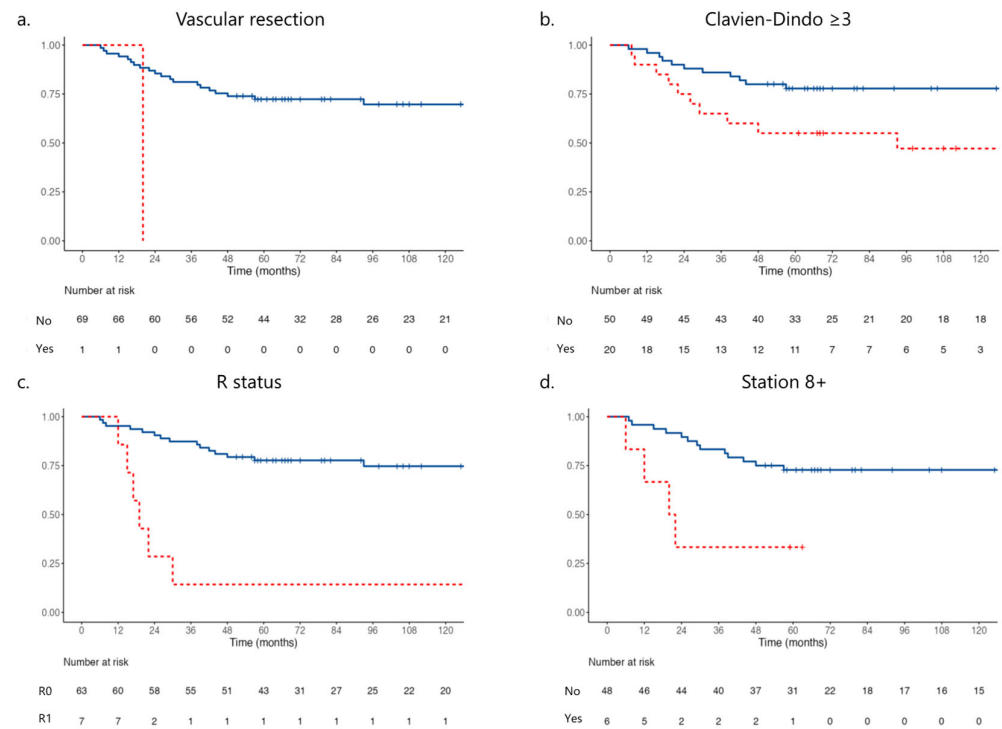 a. Vascular resection
1.00
0.75
0.50
0.25
0.00
0 12 24 36 48 60 72 84 96 108 120
Time (months)
Number at risk
No 69 66 60 56 52 44 32 28 26 23 21
Yes 1 1 0 0 0 0 0 0 0 0 0
b. Clavien-Dindo ≥3
1.00
0.75
0.50
0.25
0.00
0 12 24 36 48 60 72 84 96 108 120
Time (months)
Number at risk
No 50 49 45 43 40 33 25 21 20 18 18
Yes 20 18 15 13 12 11 7 7 6 5 3
c. R status
1.00
0.75
0.50
0.25
0.00
0 12 24 36 48 60 72 84 96 108 120
Time (months)
Number at risk
R0 63 60 58 55 51 43 31 27 25 22 20
R1 7 7 2 1 1 1 1 1 1 1 1
d. Station 8+
1.00
0.75
0.50
0.25
0.00
0 12 24 36 48 60 72 84 96 108 120
Time (months)
Number at risk
No 48 46 44 40 37 31 22 18 17 16 15
Yes 6 5 2 2 2 1 0 0 0 0 0